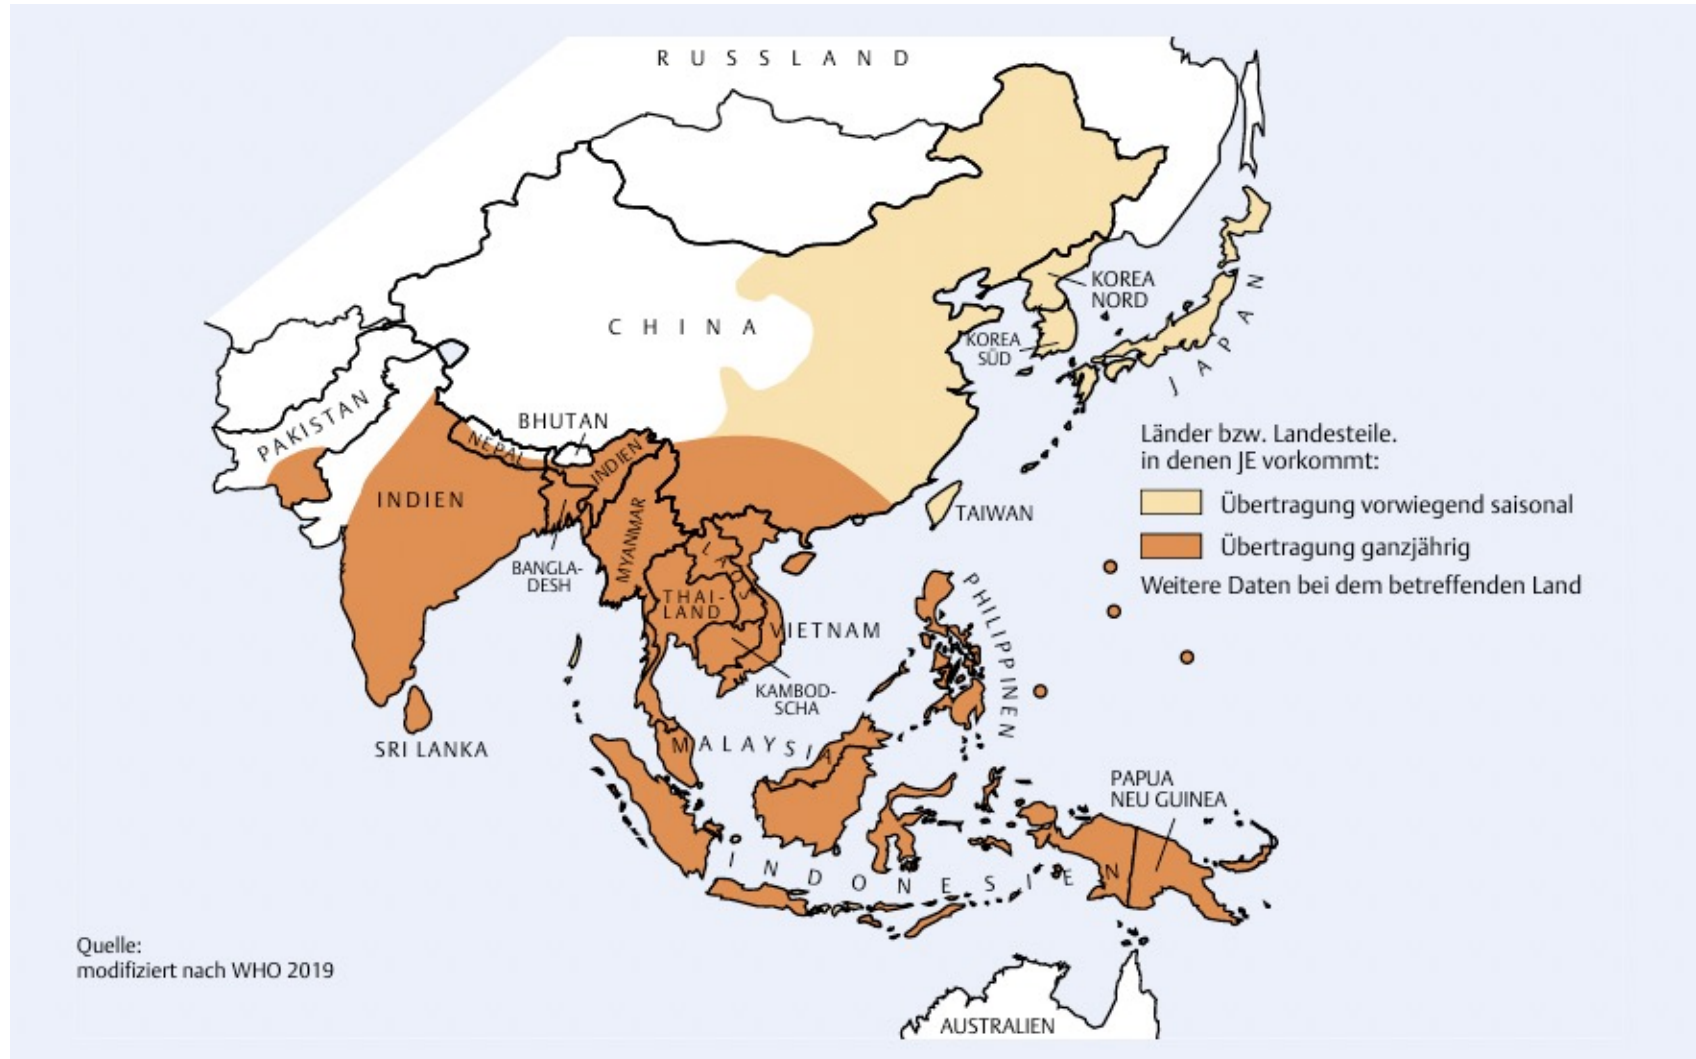 RUSSLAND
CHINA
KOREA
NORD
KOREA
SÜD
JAPAN
PAKISTAN
BHUTAN
NEPAL
INDIEN
INDIEN
Länder bzw. Landesteile.
in denen JE vorkommt:
Übertragung vorwiegend saisonal
Übertragung ganzjährig
Weitere Daten bei dem betreffenden Land
TAIWAN
MYANMAR
BANGLA-
DESH
LAOS
THAI-
LAND
VIETNAM
PHILIPPINEN
KAMBOD-
SCHA
SRI LANKA
MALAYSIA
PAPUA
NEU GUINEA
INDONESIEN
Quelle:
modifiziert nach WHO 2019
AUSTRALIEN